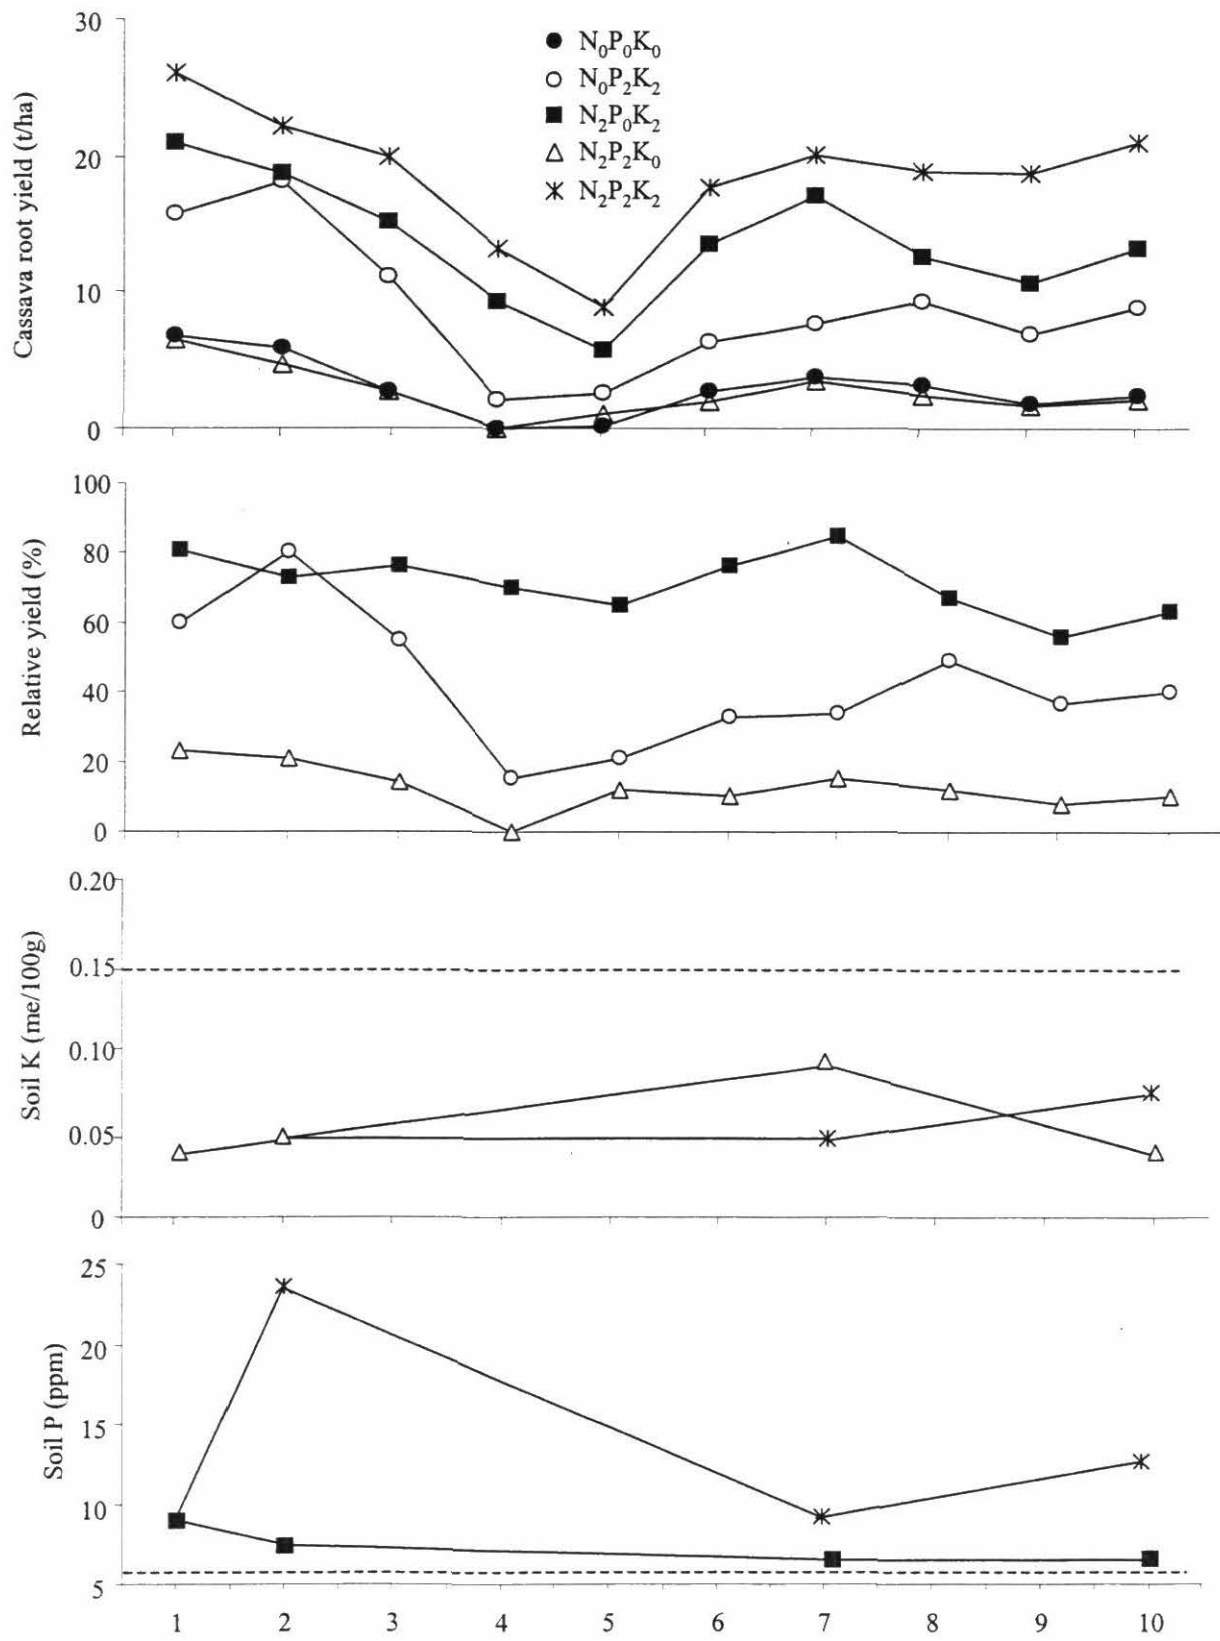 30
20
10
0
Cassava root yield (t/ha)
N₀P₀K₀
N₀P₂K₂
N₂P₀K₂
N₂P₂K₀
N₂P₂K₂
100
80
60
40
20
0
Relative yield (%)
0.20
0.15
0.10
0.05
0
Soil K (me/100g)
25
20
15
10
5
Soil P (ppm)
1 2 3 4 5 6 7 8 9 10